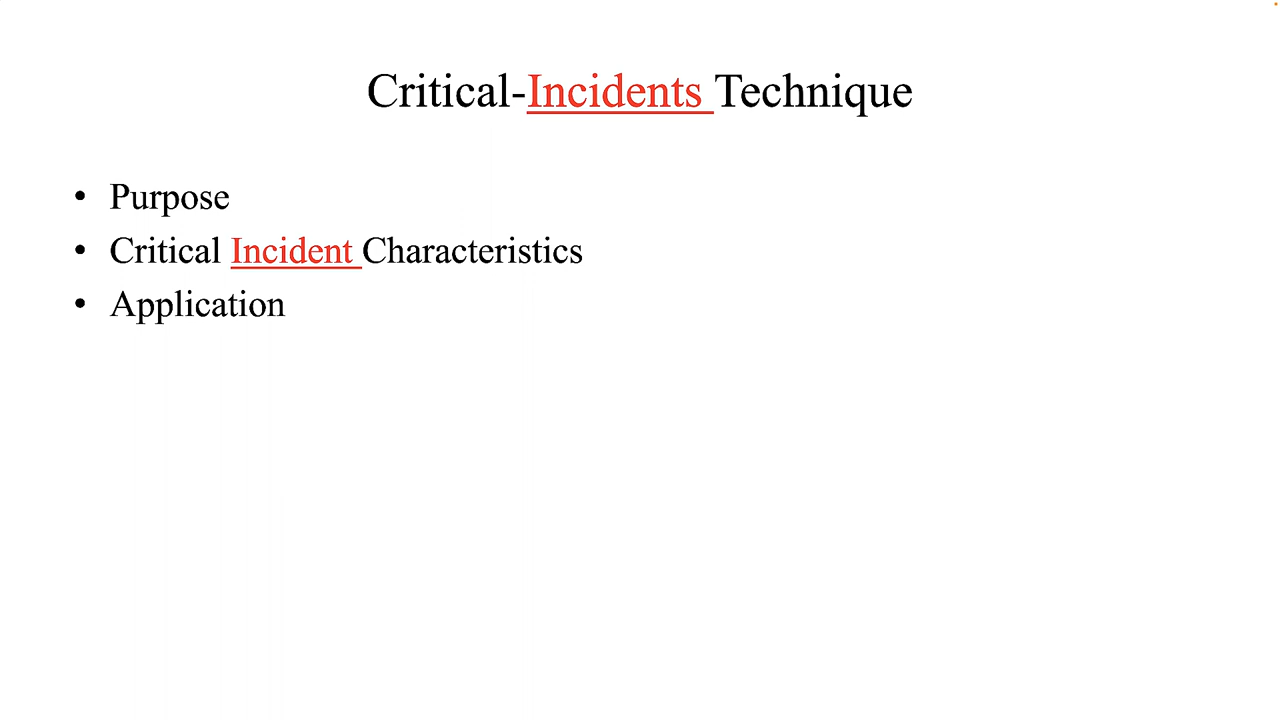 Critical-Incidents Technique
• Purpose
• Critical Incident Characteristics
• Application